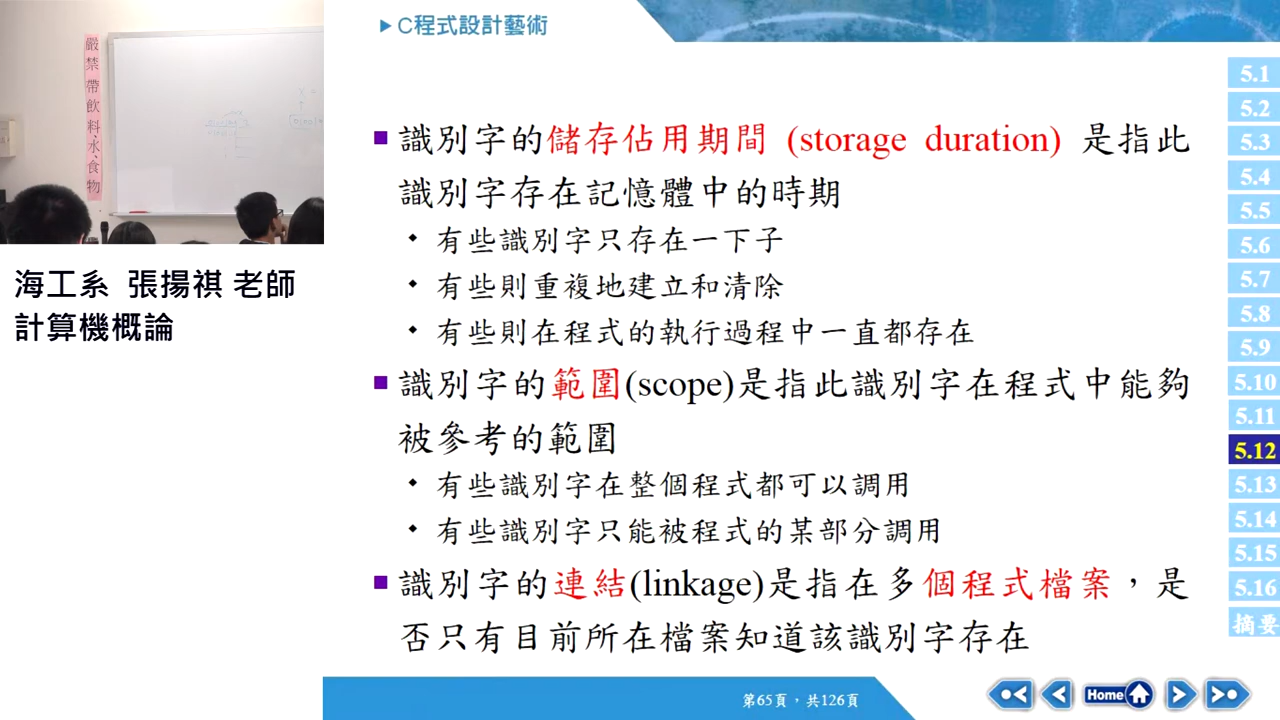 C程式設計藝術
嚴禁帶飲料、水、食物
海工系 張揚祺 老師
計算機概論
識別字的儲存佔用期間 (storage duration) 是指此
識別字存在記憶體中的時期
有些識別字只存在一下子
有些則重複地建立和清除
有些則在程式的執行過程中一直都存在
識別字的範圍(scope)是指此識別字在程式中能夠
被參考的範圍
有些識別字在整個程式都可以調用
有些識別字只能被程式的某部分調用
識別字的連結(linkage)是指在多個程式檔案，是
否只有目前所在檔案知道該識別字存在
5.1
5.2
5.3
5.4
5.5
5.6
5.7
5.8
5.9
5.10
5.11
5.12
5.13
5.14
5.15
5.16
摘要
第65頁，共126頁
Home